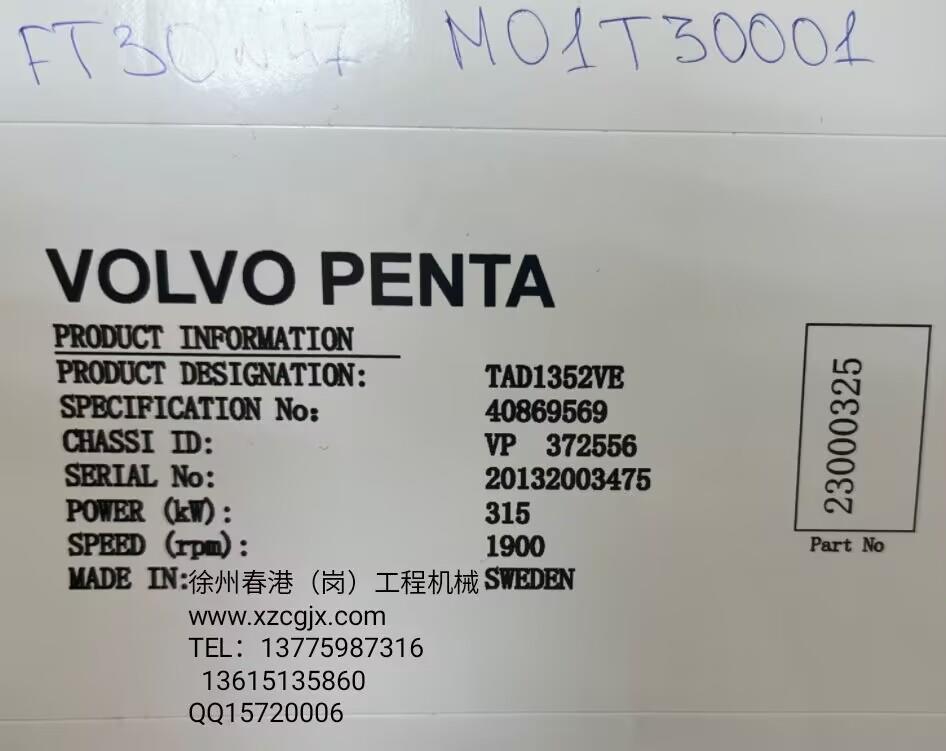 M01T30001
VOLVO PENTA
PRODUCT INFORMATION
PRODUCT DESIGNATION: TAD1352VE
SPECIFICATION No: 40869569
CHASSI ID: VP 372556
SERIAL No: 20132003475
POWER (kW): 315
SPEED (rpm): 1900
MADE IN: SWEDEN
23000325
Part No
徐州春港（岗）工程机械
www.xzcgjx.com
TEL：13775987316
13615135860
QQ15720006